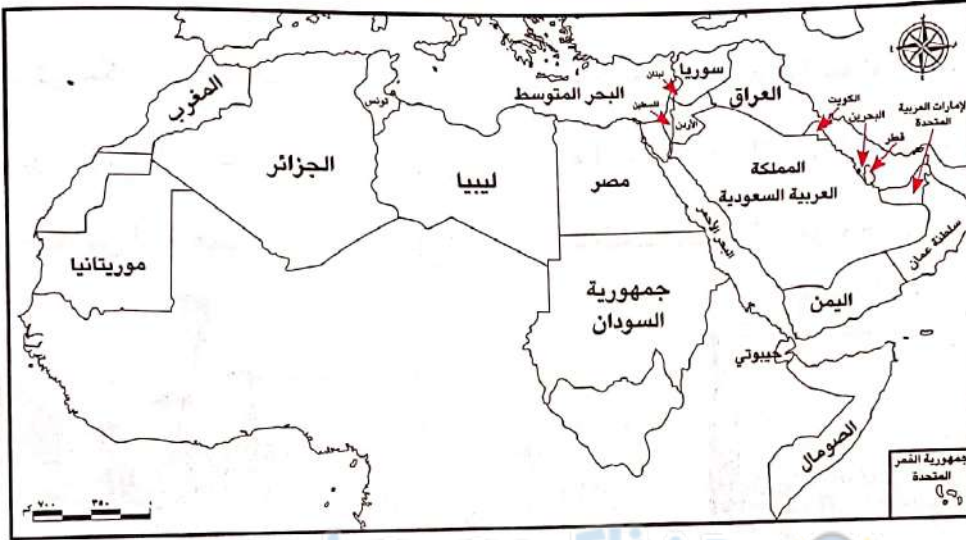 المغرب
الجزائر
تونس
ليبيا
البحر المتوسط
مصر
لبنان
سوريا
فلسطين
الأردن
العراق
الكويت
البحرين
قطر
الإمارات العربية
المتحدة
المملكة
العربية السعودية
سلطنة عمان
اليمن
البحر الأحمر
موريتانيا
جمهورية
السودان
جيبوتي
الصومال
جمهورية القمر
المتحدة
٣٥٠
٧٠٠ كم